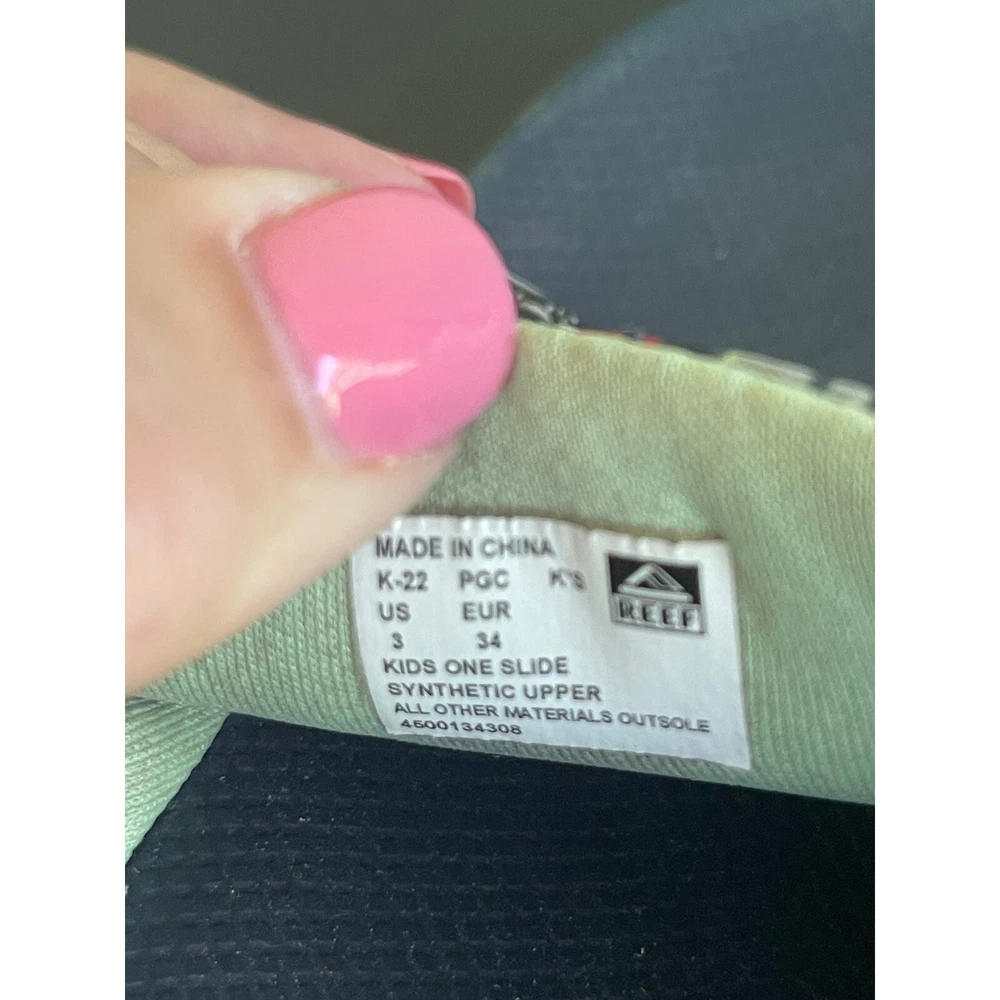 MADE IN CHINA
K-22 PGC K'S
US EUR
3 34
KIDS ONE SLIDE
SYNTHETIC UPPER
ALL OTHER MATERIALS OUTSOLE
4500134308
REEF